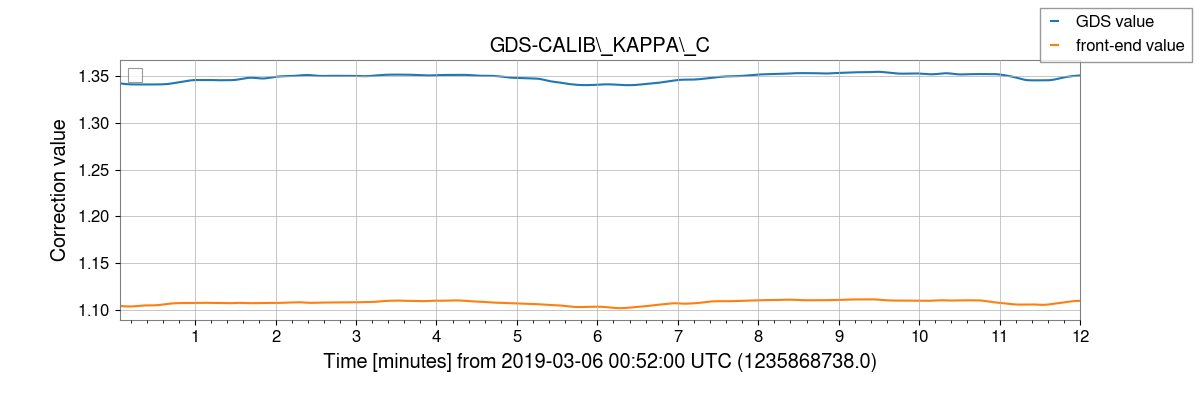 GDS value
front-end value
GDS-CALIB\_KAPPA\_C
Correction value
1.35
1.30
1.25
1.20
1.15
1.10
1 2 3 4 5 6 7 8 9 10 11 12
Time [minutes] from 2019-03-06 00:52:00 UTC (1235868738.0)